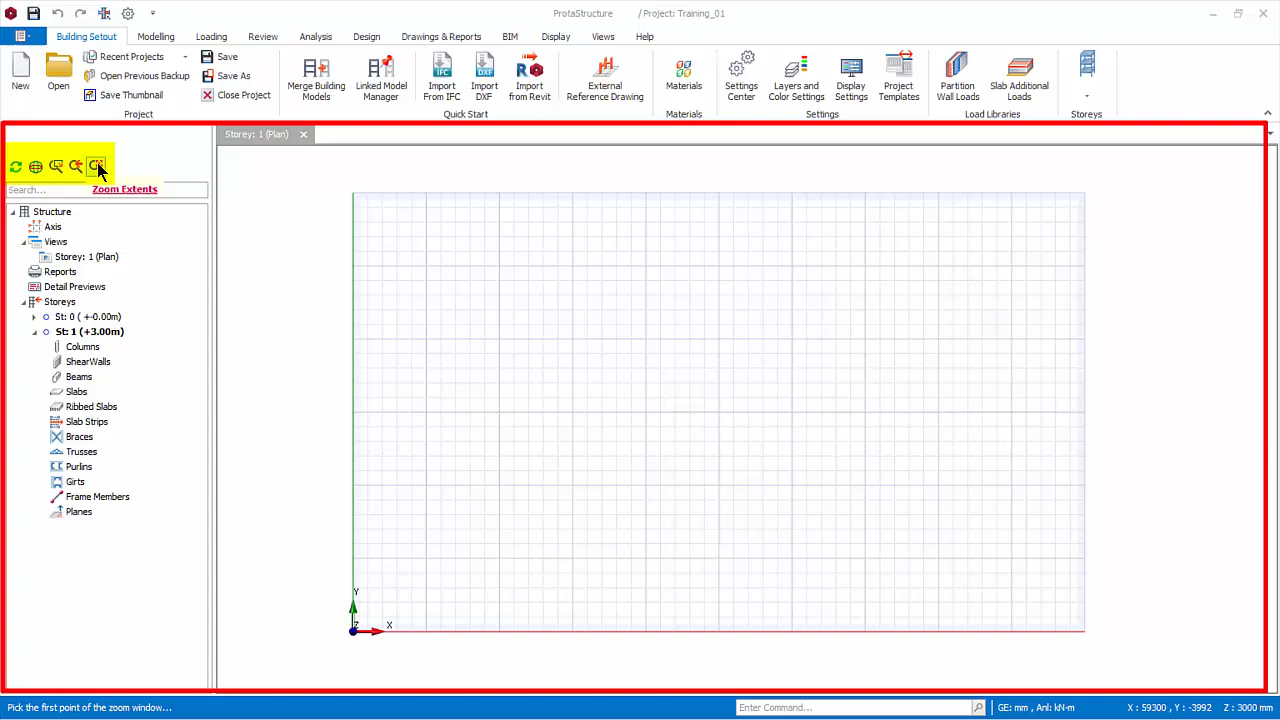 ProtaStructure / Project: Training_01
Building Setout Modelling Loading Review Analysis Design Drawings & Reports BIM Display Views Help
New
Open
Recent Projects
Open Previous Backup
Save Thumbnail
Save
Save As
Close Project
Project
Merge Building
Models
Linked Model
Manager
Import
From IFC
Import
DXF
Import
from Revit
Quick Start
External
Reference Drawing
Materials
Materials
Settings
Center
Layers and
Color Settings
Display
Settings
Project
Templates
Settings
Partition
Wall Loads
Slab Additional
Loads
Load Libraries
Storeys
Storey: 1 (Plan)
Search...
Zoom Extents
Structure
Axis
Views
Storey: 1 (Plan)
Reports
Detail Previews
Storeys
St: 0 ( +-0.00m)
St: 1 (+3.00m)
Columns
ShearWalls
Beams
Slabs
Ribbed Slabs
Slab Strips
Braces
Trusses
Purlins
Girts
Frame Members
Planes
Y
Z
X
Pick the first point of the zoom window...
Enter Command...
GE: mm , Anl: kN-m
X : 59300 , Y : -3992
Z : 3000 mm